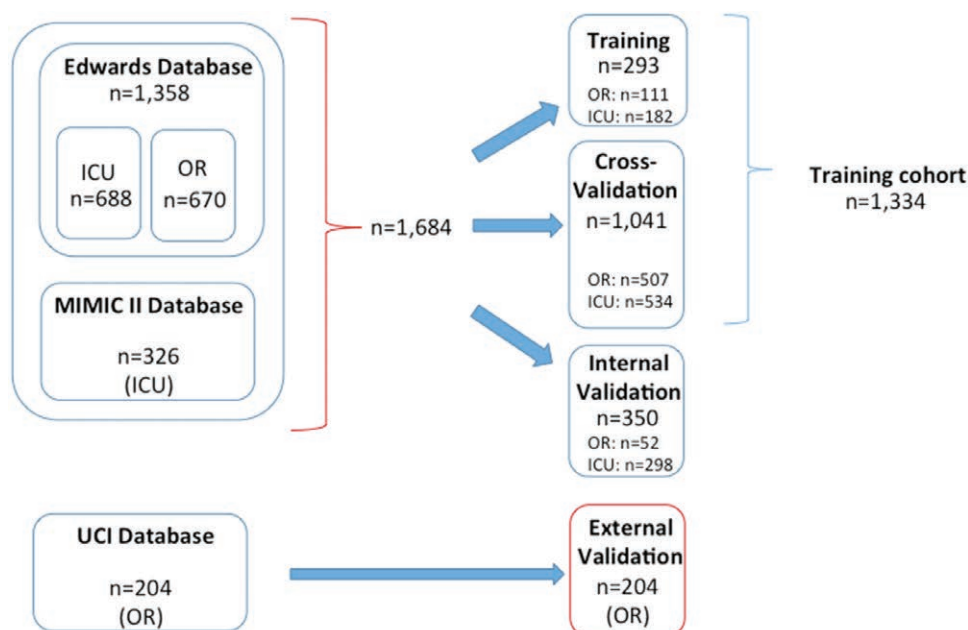 Edwards Database
n=1,358
ICU
n=688
OR
n=670
MIMIC II Database
n=326
(ICU)
n=1,684
Training
n=293
OR: n=111
ICU: n=182
Cross-
Validation
n=1,041
OR: n=507
ICU: n=534
Internal
Validation
n=350
OR: n=52
ICU: n=298
Training cohort
n=1,334
UCI Database
n=204
(OR)
External
Validation
n=204
(OR)